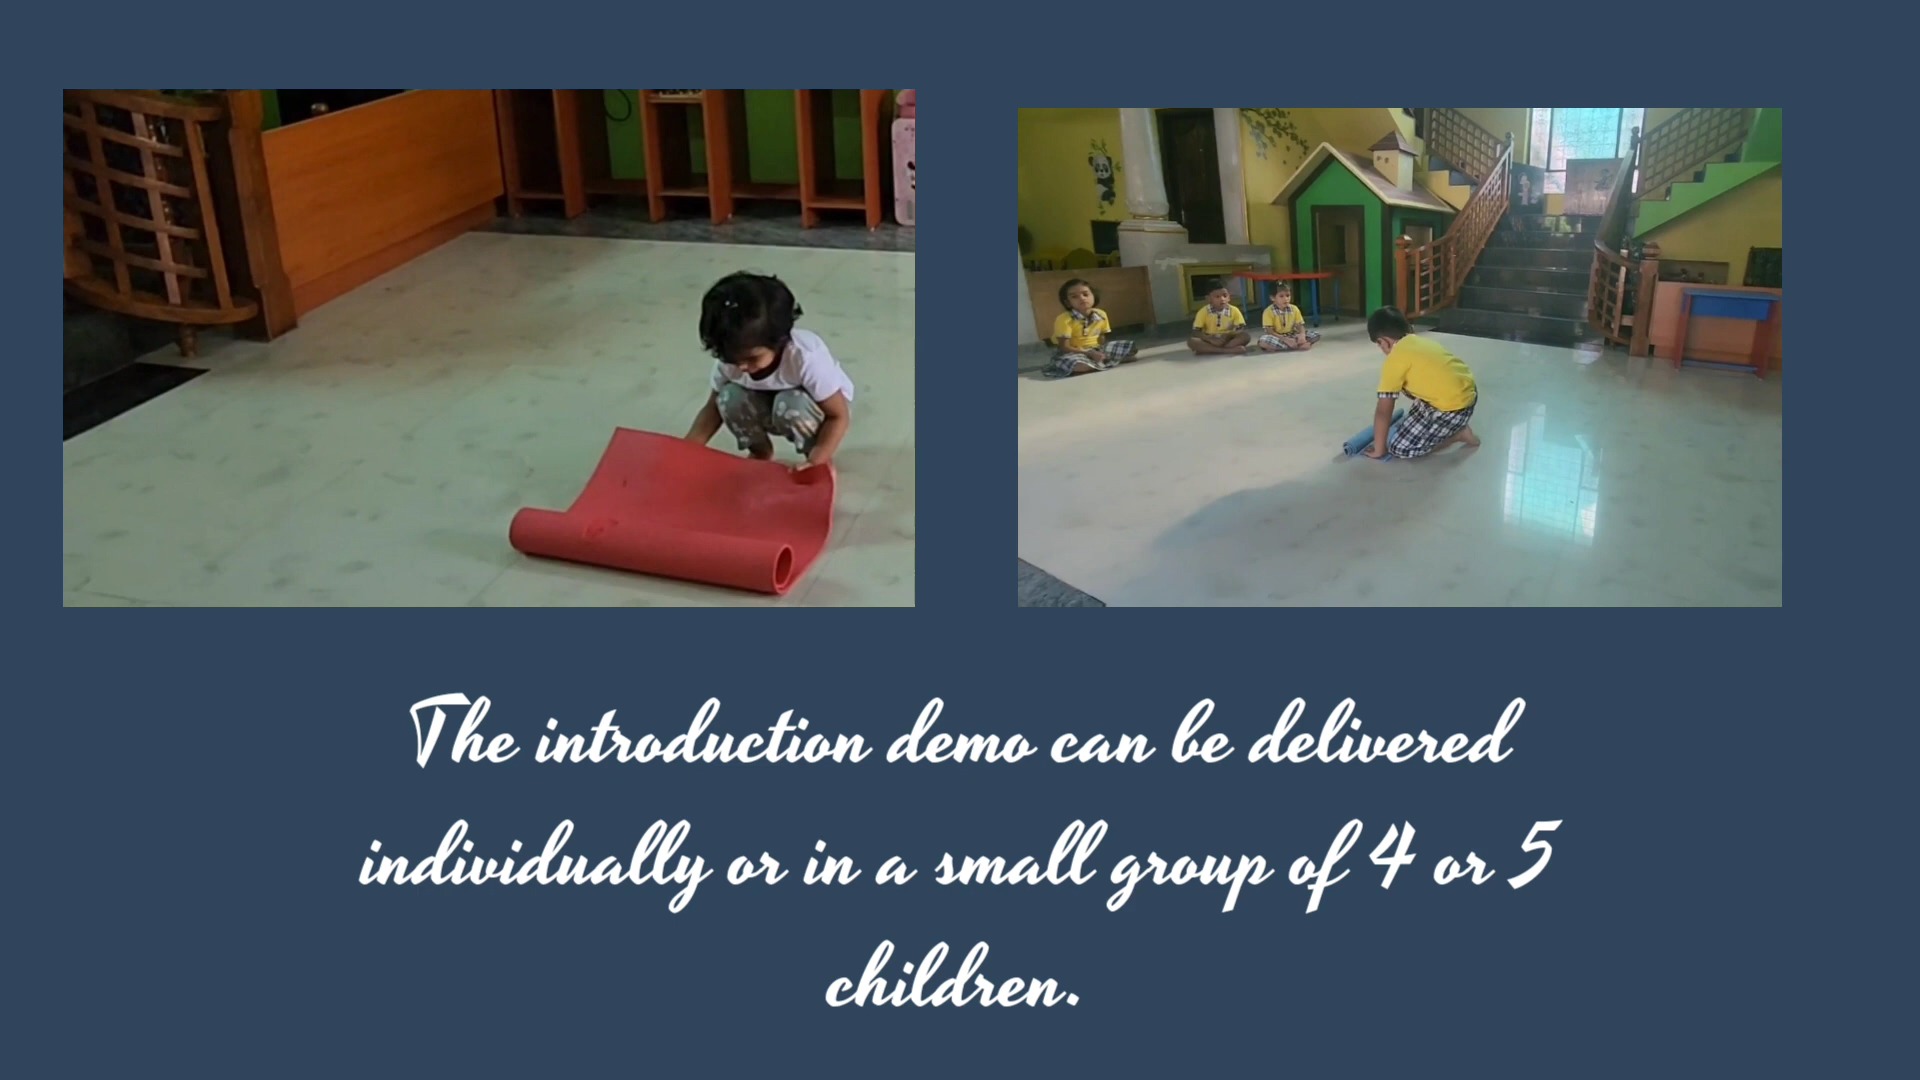 The introduction demo can be delivered
individually or in a small group of 4 or 5
children.